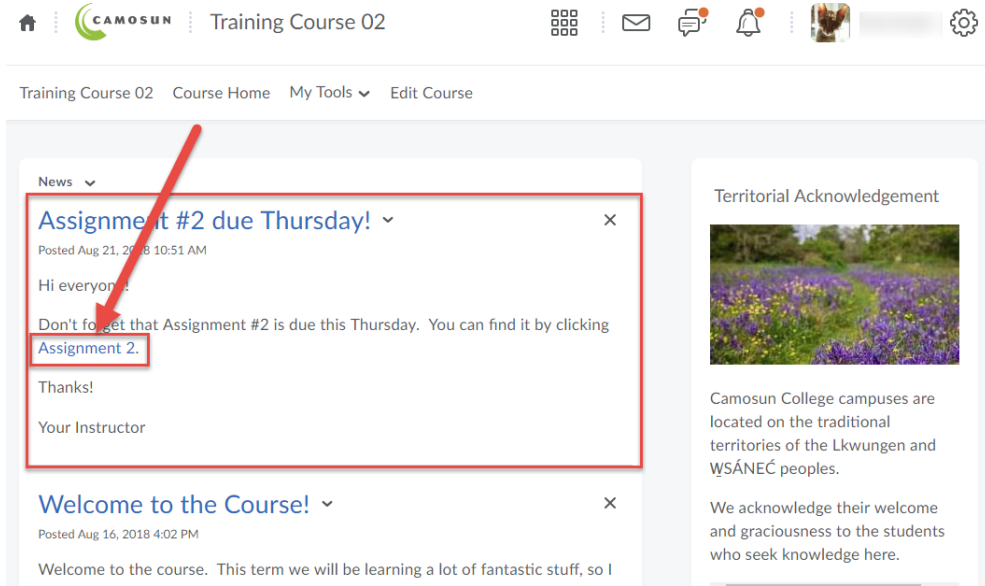 CAMOSUN
Training Course 02
Training Course 02 Course Home My Tools Edit Course
News
Assignment #2 due Thursday!
Posted Aug 21, 2018 10:51 AM
Hi everyone!
Don't forget that Assignment #2 is due this Thursday.  You can find it by clicking
Assignment 2.
Thanks!
Your Instructor
Welcome to the Course!
Posted Aug 16, 2018 4:02 PM
Welcome to the course.  This term we will be learning a lot of fantastic stuff, so I
Territorial Acknowledgement
Camosun College campuses are
located on the traditional
territories of the Lkwungen and
W̱SÁNEĆ peoples.
We acknowledge their welcome
and graciousness to the students
who seek knowledge here.